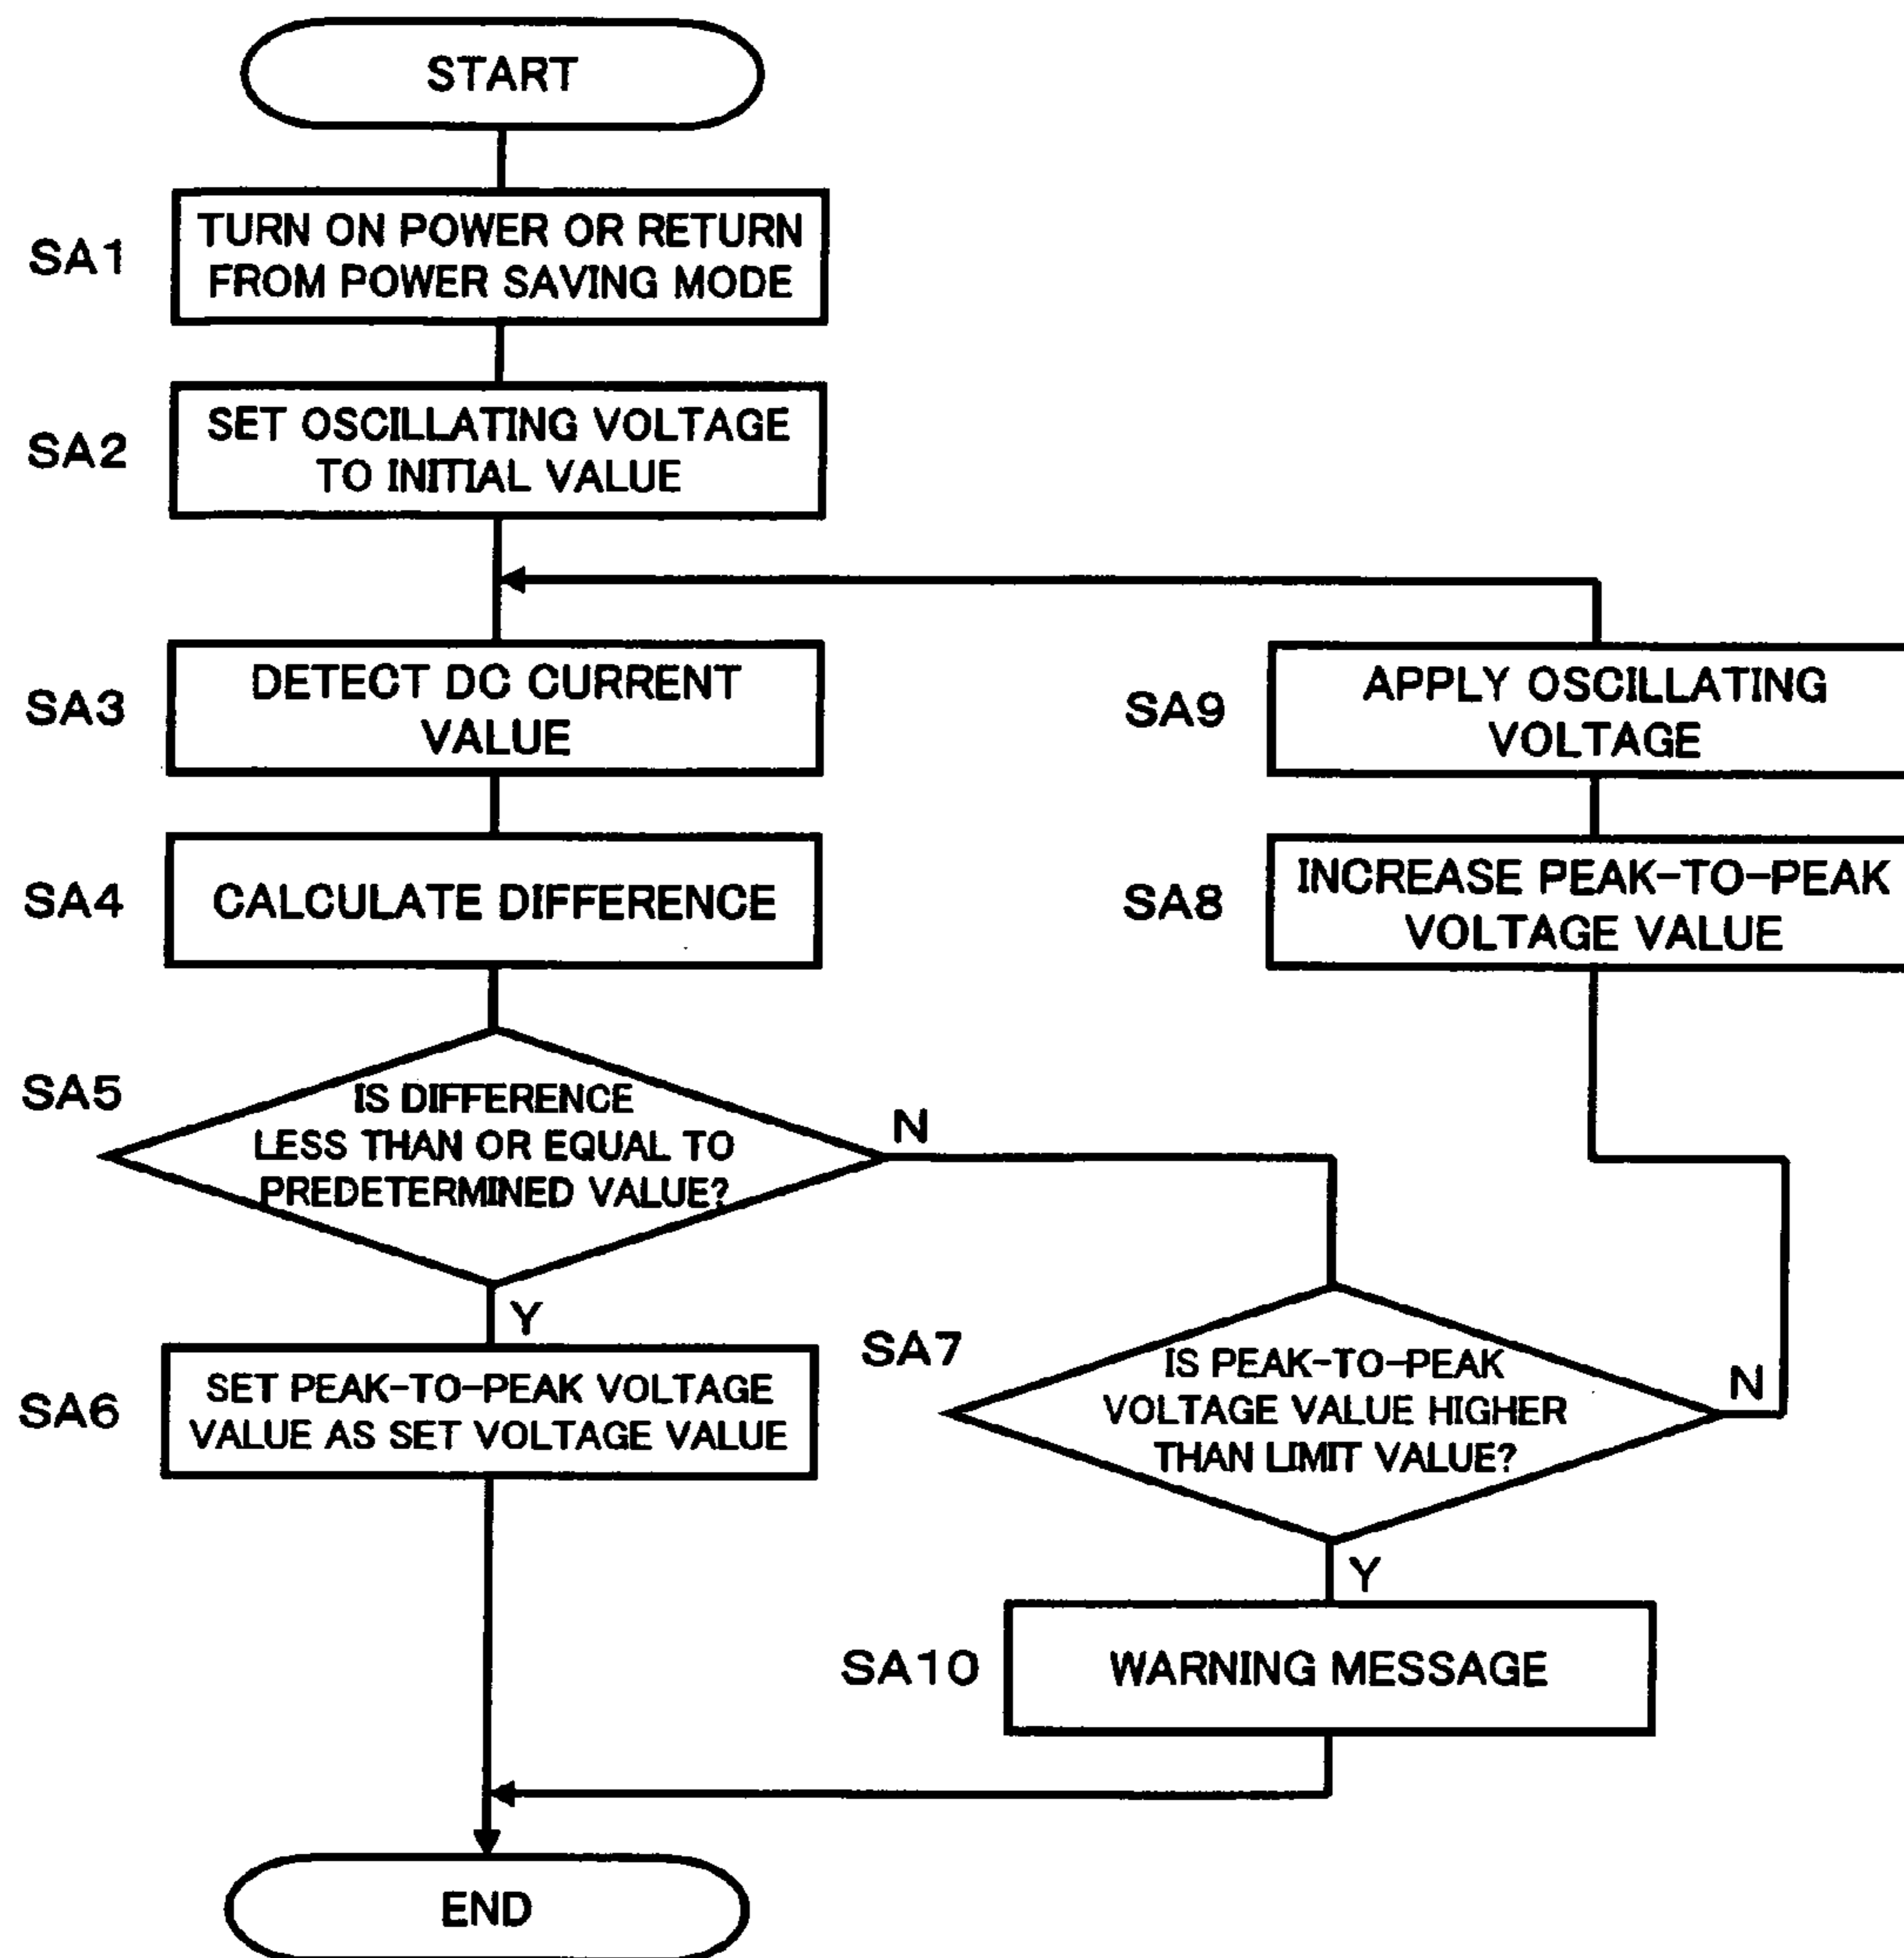 START
SA1
TURN ON POWER OR RETURN
FROM POWER SAVING MODE
SA2
SET OSCILLATING VOLTAGE
TO INITIAL VALUE
SA3
DETECT DC CURRENT
VALUE
SA9
APPLY OSCILLATING
VOLTAGE
SA4
CALCULATE DIFFERENCE
SA8
INCREASE PEAK-TO-PEAK
VOLTAGE VALUE
SA5
IS DIFFERENCE
LESS THAN OR EQUAL TO
PREDETERMINED VALUE?
N
Y
SA6
SET PEAK-TO-PEAK VOLTAGE
VALUE AS SET VOLTAGE VALUE
SA7
IS PEAK-TO-PEAK
VOLTAGE VALUE HIGHER
THAN LIMIT VALUE?
N
Y
SA10
WARNING MESSAGE
END